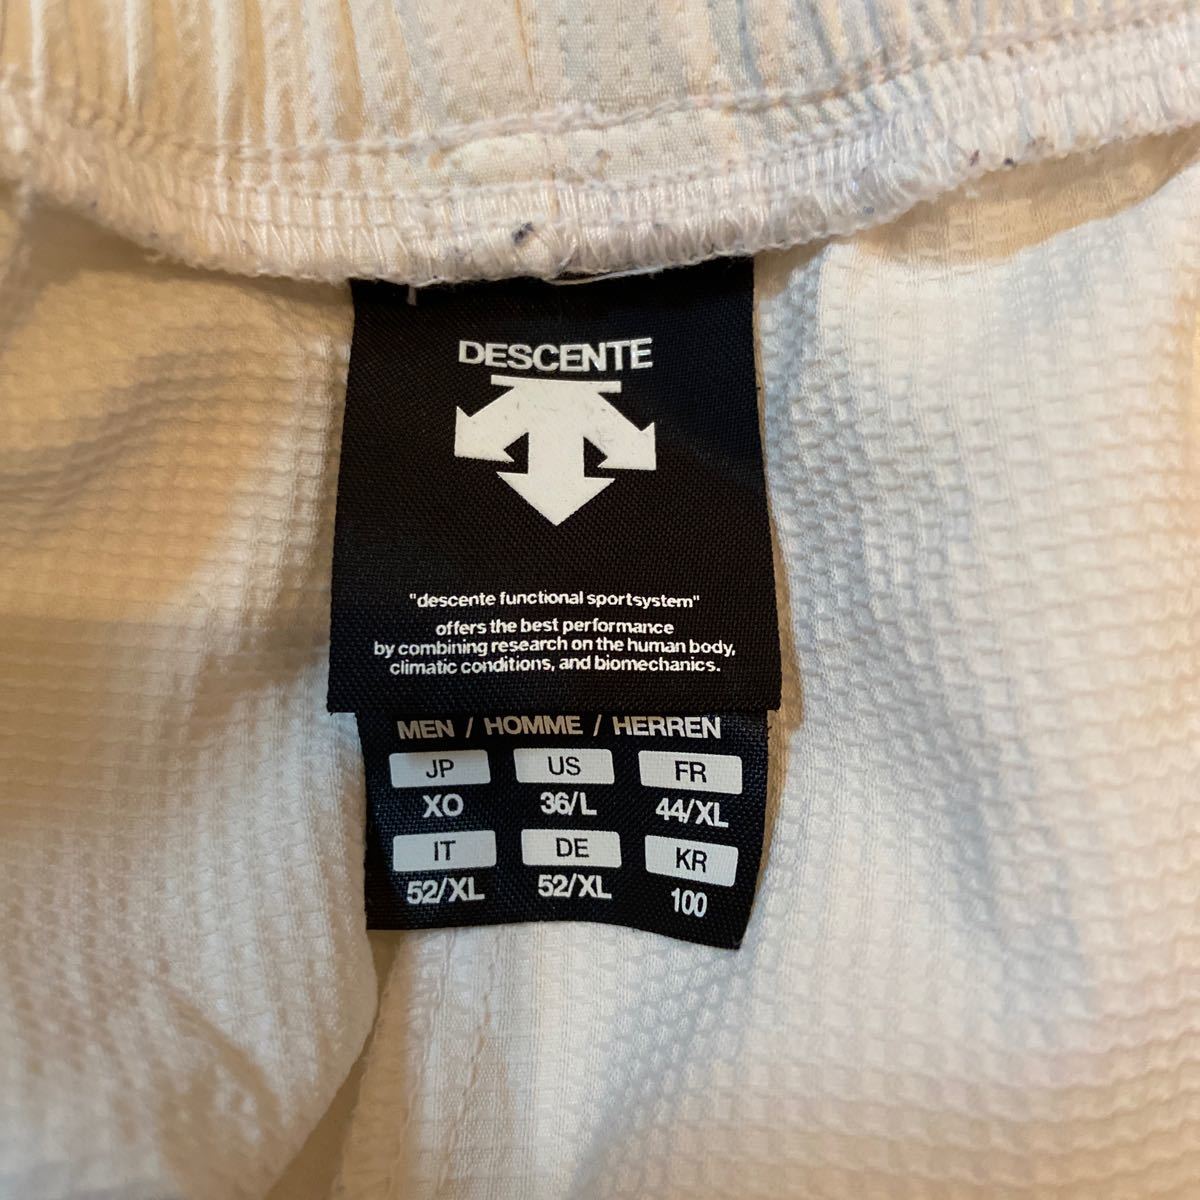 DESCENTE
"descente functional sportsystem"
offers the best performance
by combining research on the human body,
climatic conditions, and biomechanics.
MEN / HOMME / HERREN
JP US FR
XO 36/L 44/XL
IT DE KR
52/XL 52/XL 100